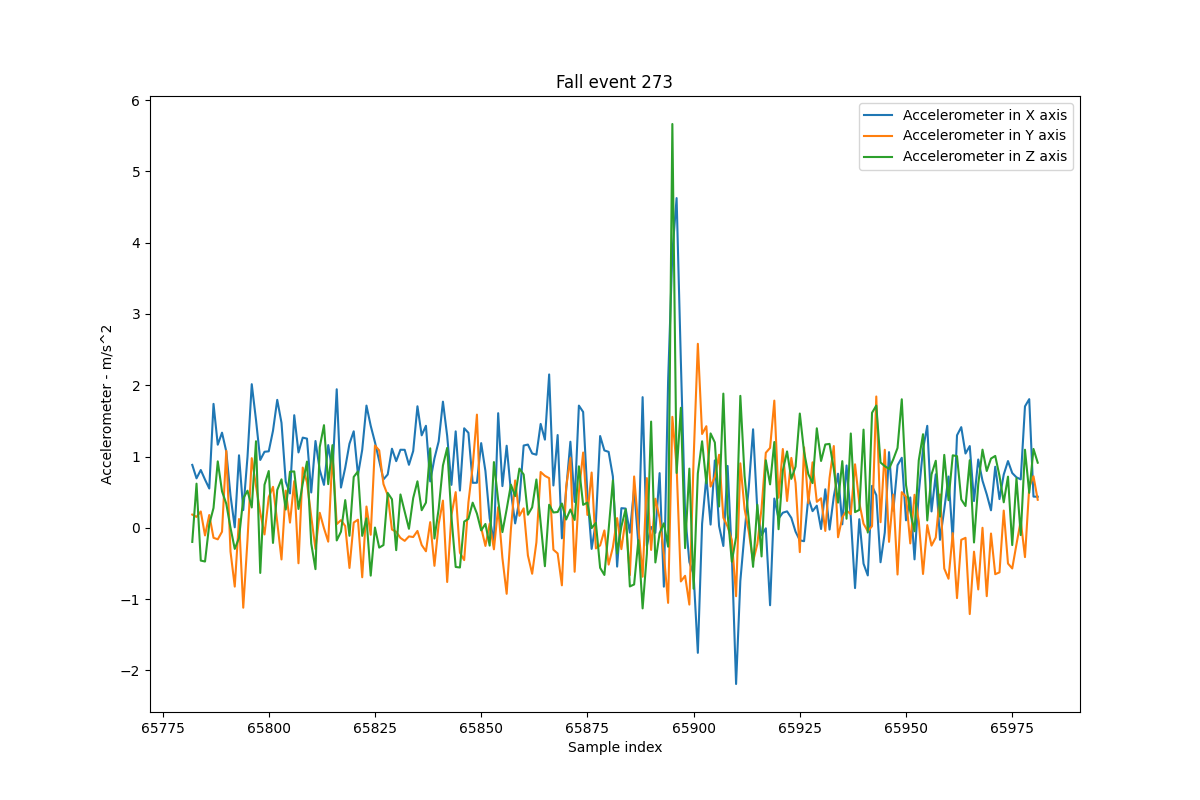 Fall event 273
6
5
4
3
2
1
0
−1
−2
Accelerometer - m/s^2
Accelerometer in X axis
Accelerometer in Y axis
Accelerometer in Z axis
65775 65800 65825 65850 65875 65900 65925 65950 65975
Sample index